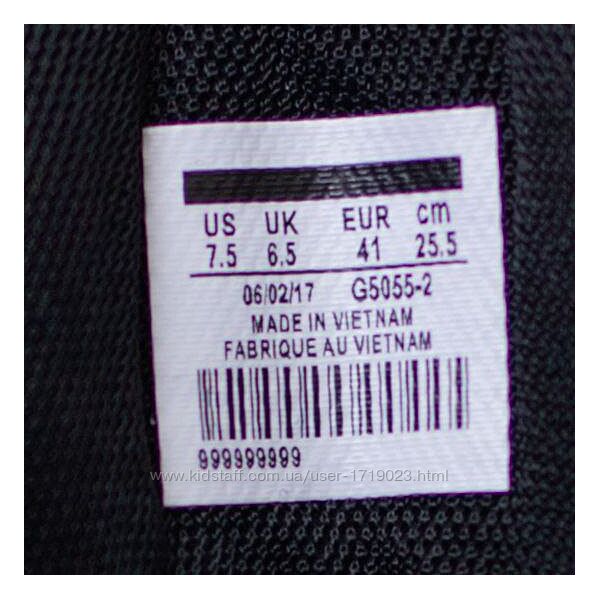 US UK EUR cm
7.5 6.5 41 25.5
06/02/17 G5055-2
MADE IN VIETNAM
FABRIQUE AU VIETNAM
999999999
www.kidstaff.com.ua/user-1719023.html